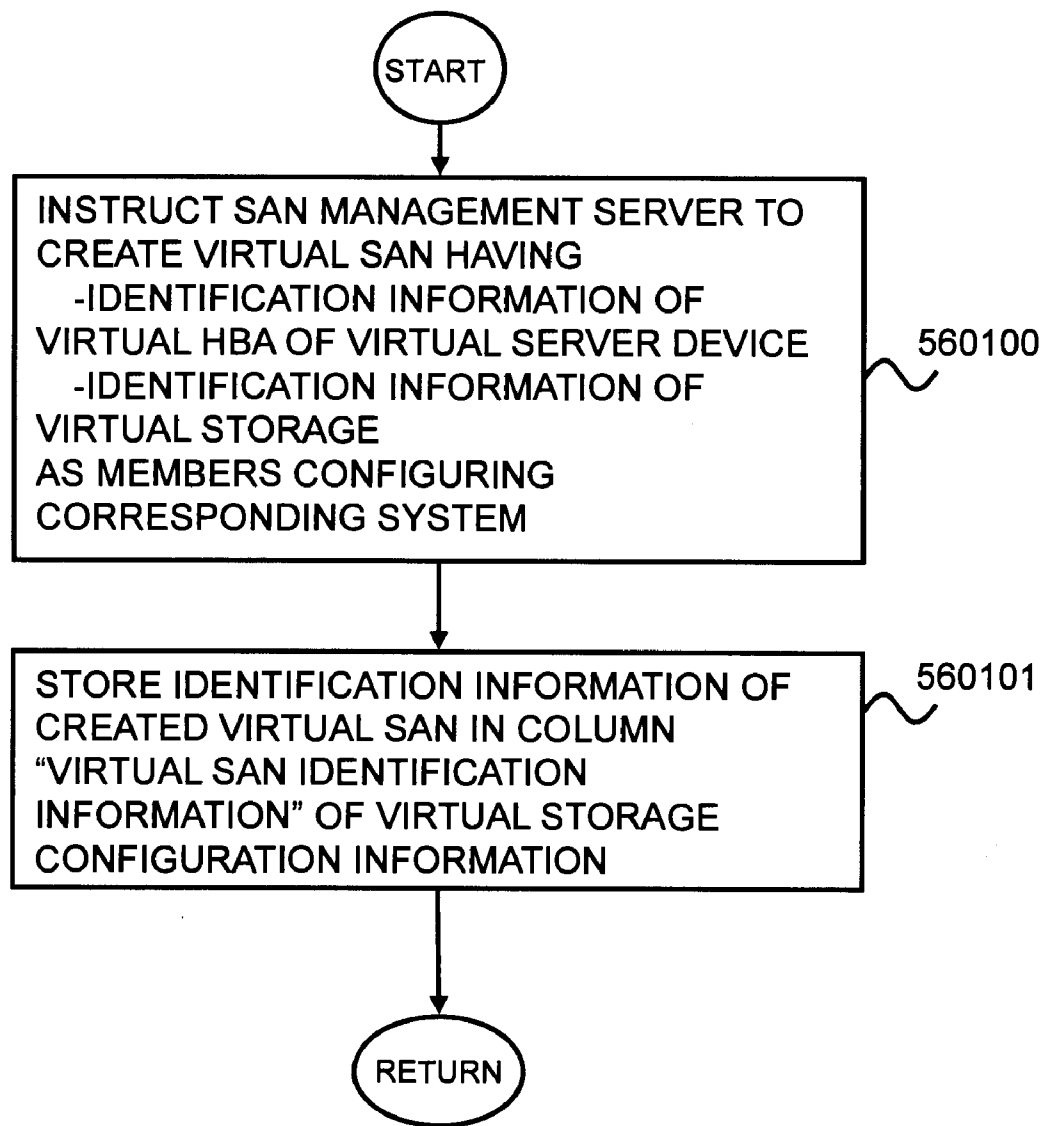 START
INSTRUCT SAN MANAGEMENT SERVER TO
CREATE VIRTUAL SAN HAVING
-IDENTIFICATION INFORMATION OF
VIRTUAL HBA OF VIRTUAL SERVER DEVICE
-IDENTIFICATION INFORMATION OF
VIRTUAL STORAGE
AS MEMBERS CONFIGURING
CORRESPONDING SYSTEM
560100
STORE IDENTIFICATION INFORMATION OF
CREATED VIRTUAL SAN IN COLUMN
“VIRTUAL SAN IDENTIFICATION
INFORMATION” OF VIRTUAL STORAGE
CONFIGURATION INFORMATION
560101
RETURN